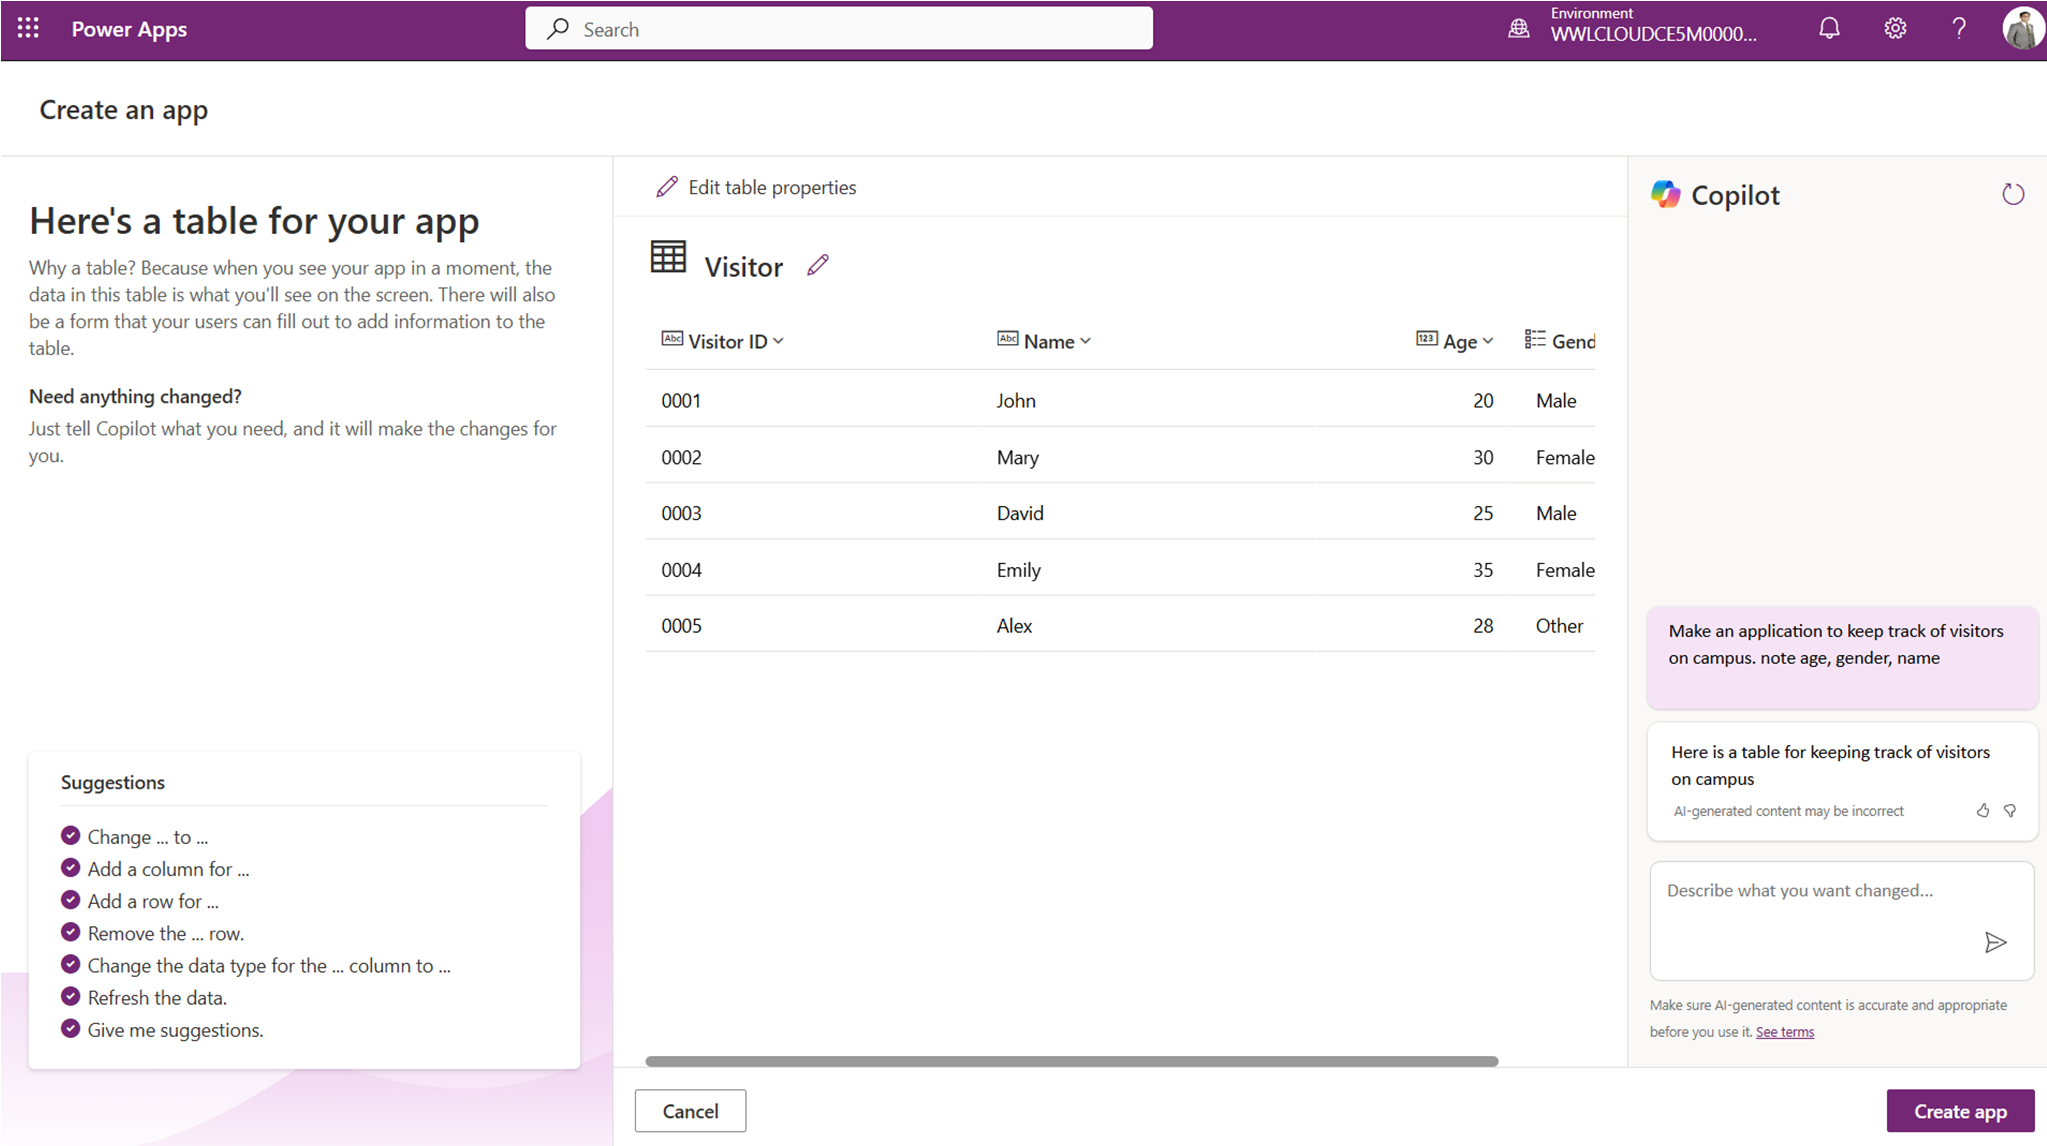 Power Apps
Search
Environment
WWLCLOUDCE5M0000...
Create an app
Here's a table for your app
Why a table? Because when you see your app in a moment, the
data in this table is what you'll see on the screen. There will also
be a form that your users can fill out to add information to the
table.
Need anything changed?
Just tell Copilot what you need, and it will make the changes for
you.
Suggestions
Change ... to ...
Add a column for ...
Add a row for ...
Remove the ... row.
Change the data type for the ... column to ...
Refresh the data.
Give me suggestions.
Edit table properties
Visitor
Abc Visitor ID Abc Name 123 Age Gend
0001 John 20 Male
0002 Mary 30 Female
0003 David 25 Male
0004 Emily 35 Female
0005 Alex 28 Other
Cancel
Copilot
Make an application to keep track of visitors
on campus. note age, gender, name
Here is a table for keeping track of visitors
on campus
AI-generated content may be incorrect
Describe what you want changed...
Make sure AI-generated content is accurate and appropriate
before you use it. See terms
Create app